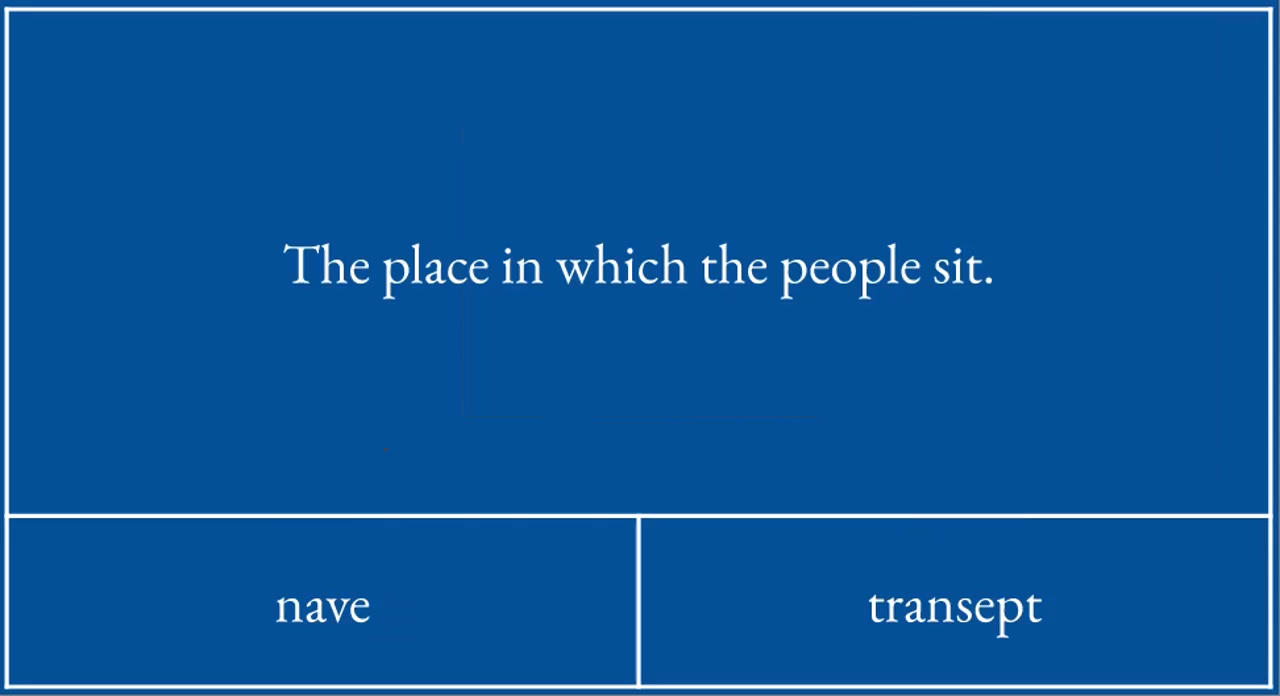 The place in which the people sit.
nave
transept